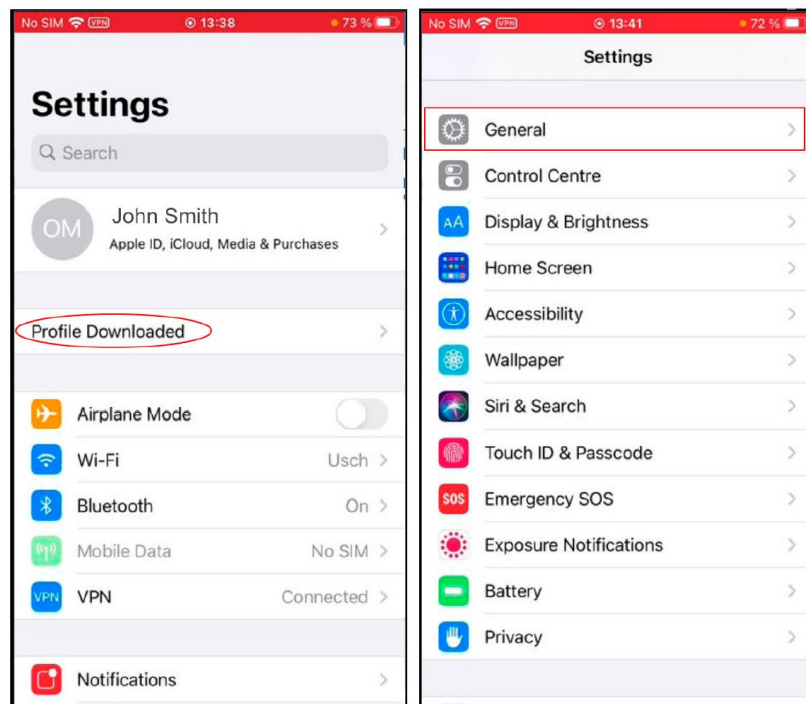 No SIM VPN 13:38 73 %
Settings
Search
OM
John Smith
Apple ID, iCloud, Media & Purchases
Profile Downloaded
Airplane Mode
Wi-Fi Usch
Bluetooth On
Mobile Data No SIM
VPN VPN Connected
Notifications
No SIM VPN 13:41 72 %
Settings
General
Control Centre
AA Display & Brightness
Home Screen
Accessibility
Wallpaper
Siri & Search
Touch ID & Passcode
SOS Emergency SOS
Exposure Notifications
Battery
Privacy